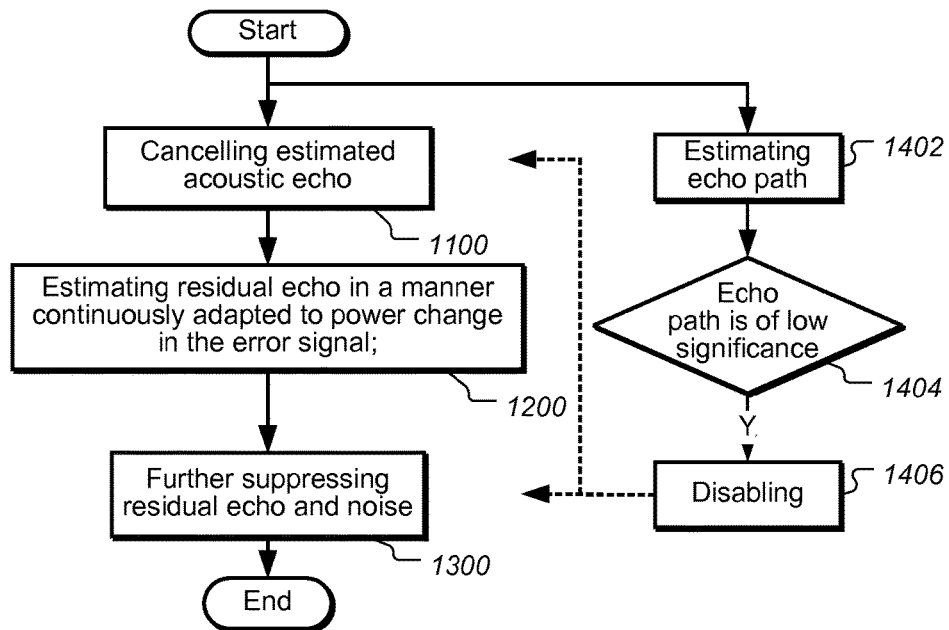 Start
Cancelling estimated
acoustic echo
1100
Estimating residual echo in a manner
continuously adapted to power change
in the error signal;
1200
Further suppressing
residual echo and noise
1300
End
Estimating
echo path
1402
Echo
path is of low
significance
1404
Y
Disabling
1406